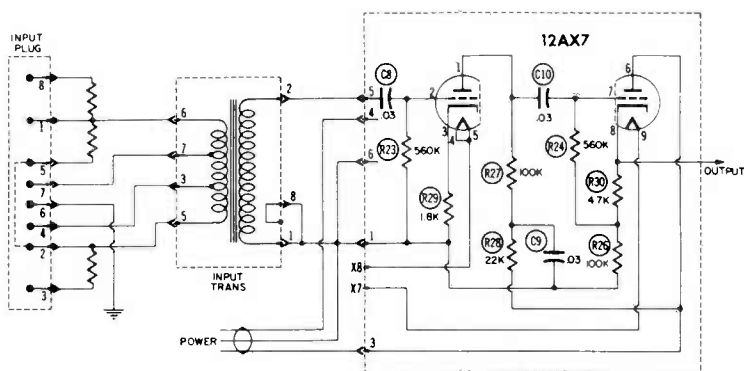 INPUT
PLUG
8
1
5
7
6
4
2
3
6
7
3
5
2
8
1
INPUT
TRANS
POWER
5
4
6
1
X8
X7
3
C8
.03
R23
560K
12AX7
1
2
3
4
5
R29
1.8K
R27
100K
R28
22K
C9
.03
C10
.03
R24
560K
6
7
8
9
R30
4.7K
R26
100K
OUTPUT